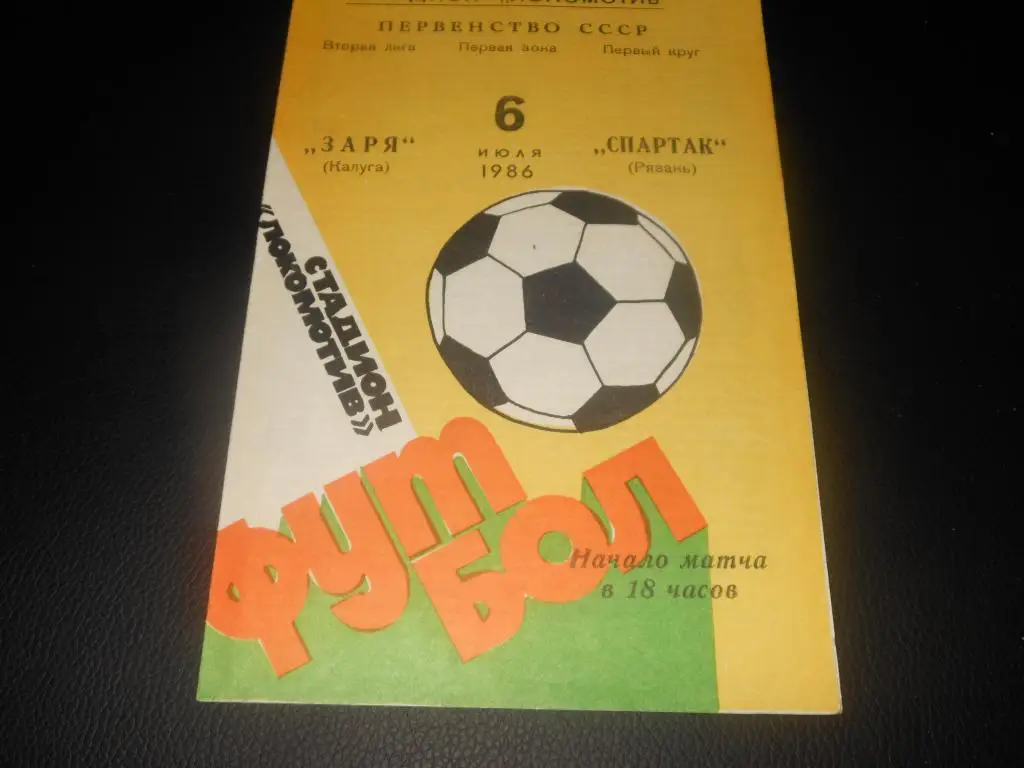 ПЕРВЕНСТВО СССР
Вторая лига Первая зона Первый круг
6
июля
1986
„ЗАРЯ“
(Калуга)
„СПАРТАК“
(Рязань)
СТАДИОН
«ЛОКОМОТИВ»
ФУТ
БОЛ
Начало матча
в 18 часов